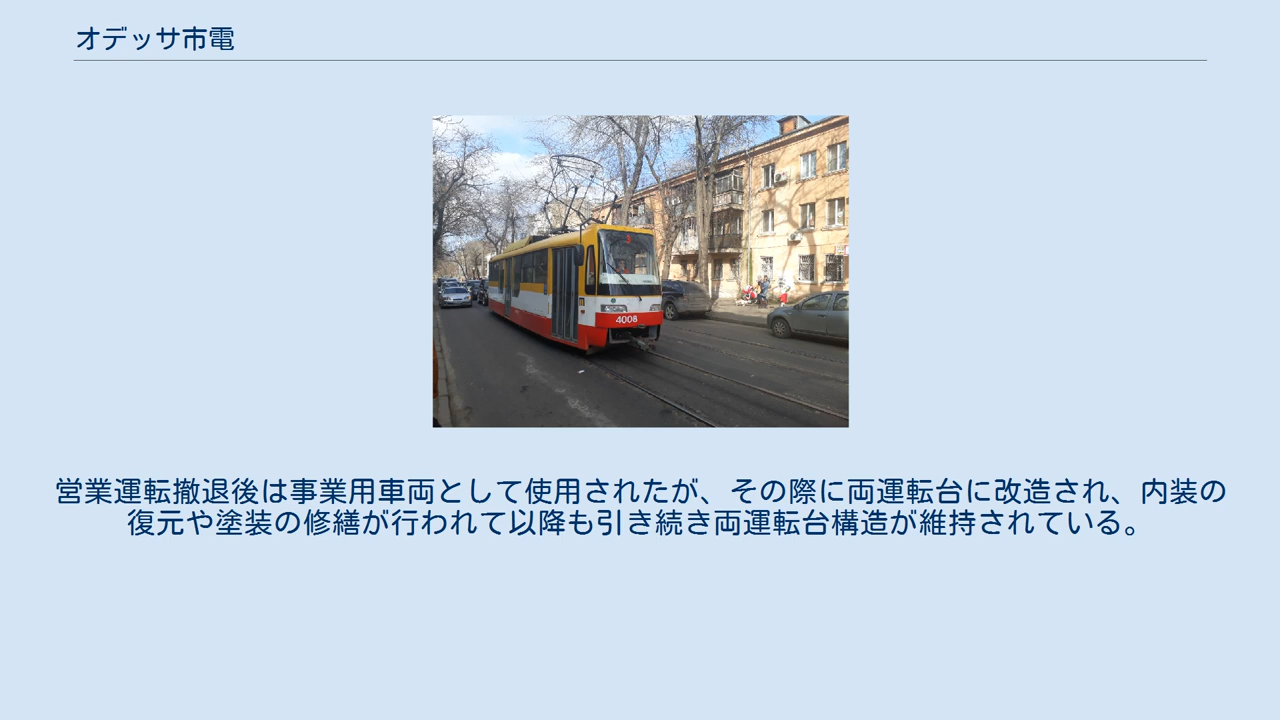 オデッサ市電
3
4008
営業運転撤退後は事業用車両として使用されたが、その際に両運転台に改造され、内装の
復元や塗装の修繕が行われて以降も引き続き両運転台構造が維持されている。